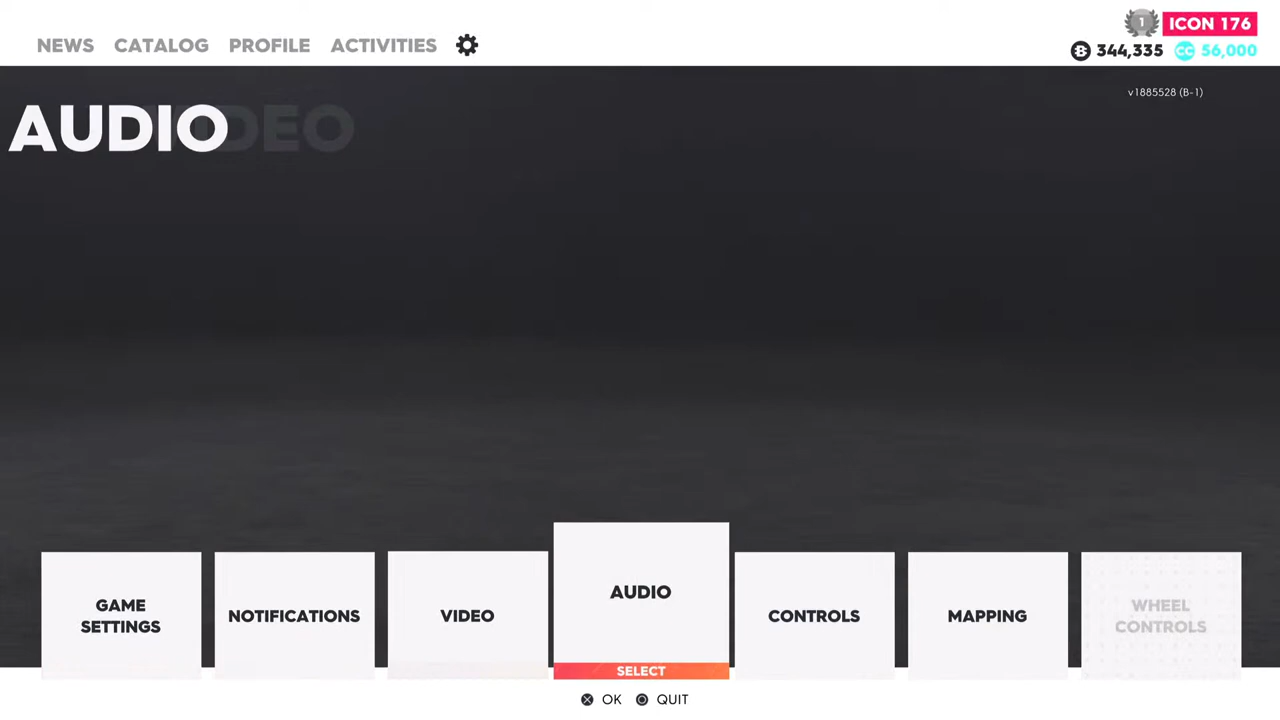 NEWS CATALOG PROFILE ACTIVITIES
1 ICON 176
344,335 CC 56,000
v1885528 (B-1)
AUDIO
GAME
SETTINGS
NOTIFICATIONS
VIDEO
AUDIO
SELECT
CONTROLS
MAPPING
WHEEL
CONTROLS
OK QUIT